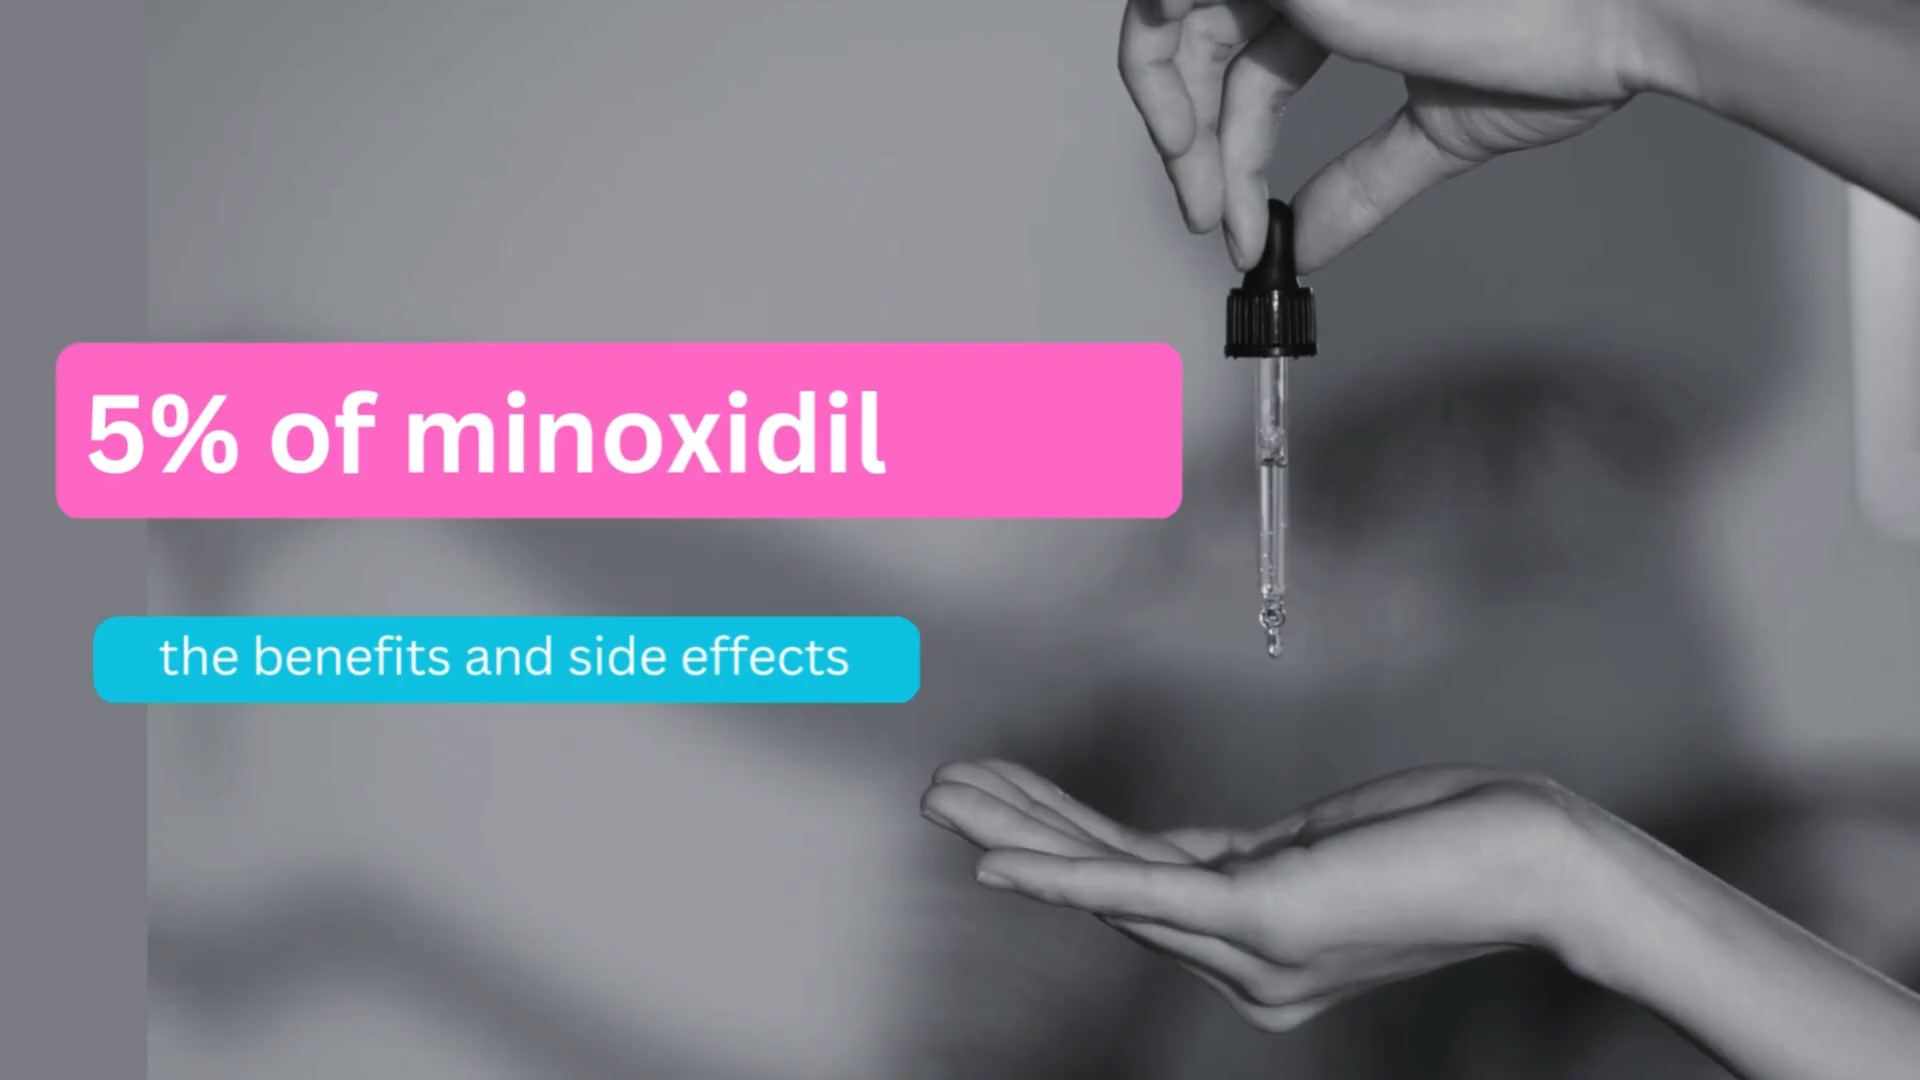 5% of minoxidil
the benefits and side effects